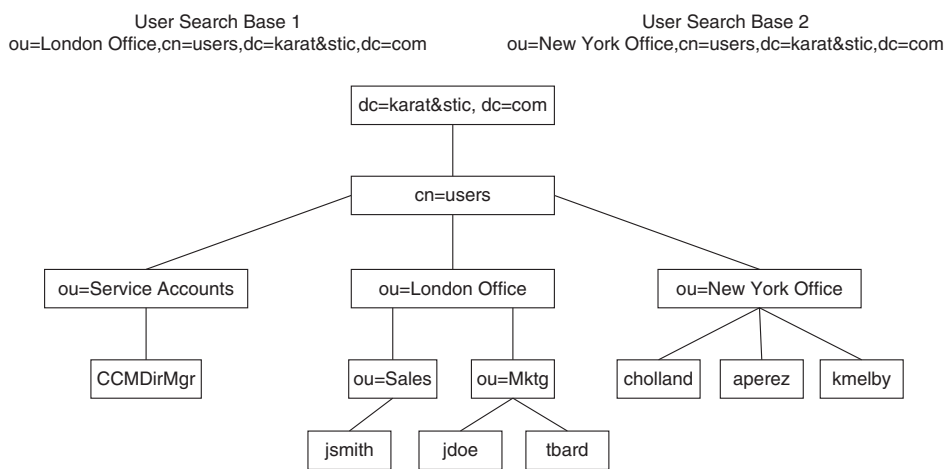 User Search Base 1
ou=London Office,cn=users,dc=karat&stic,dc=com
User Search Base 2
ou=New York Office,cn=users,dc=karat&stic,dc=com
dc=karat&stic, dc=com
cn=users
ou=Service Accounts
ou=London Office
ou=New York Office
CCMDirMgr
ou=Sales
ou=Mktg
cholland
aperez
kmelby
jsmith
jdoe
tbard